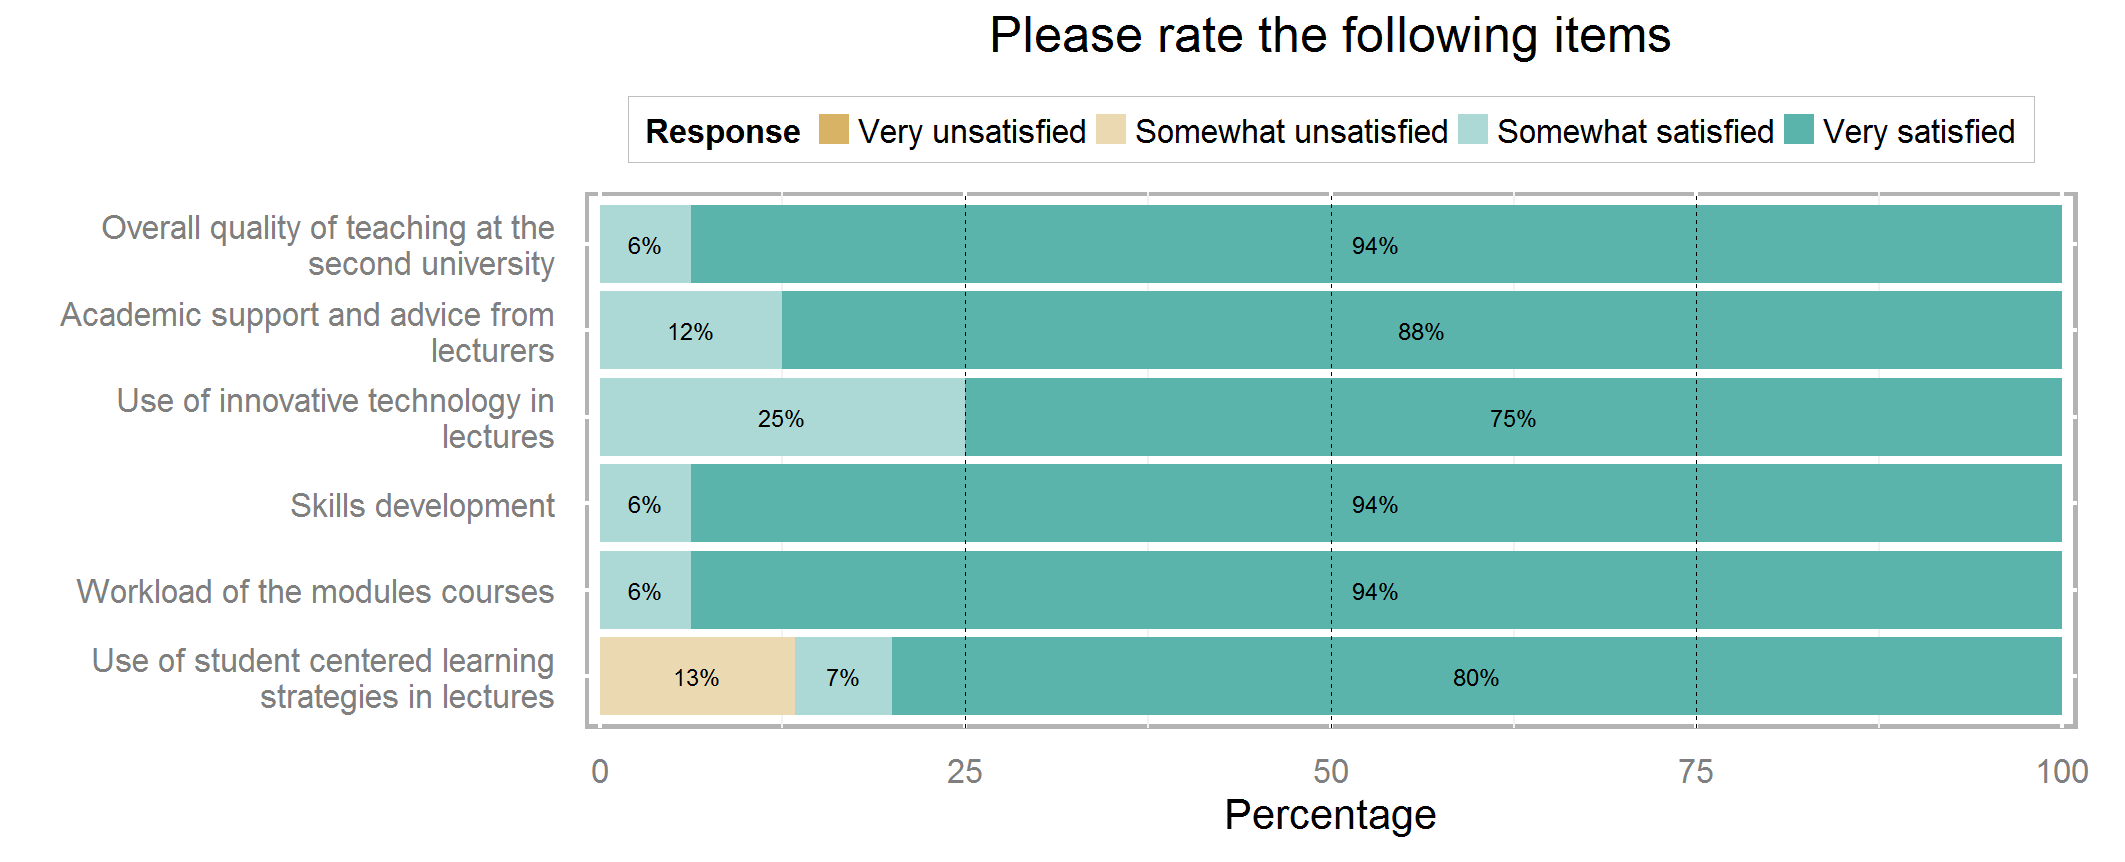 Please rate the following items
Response Very unsatisfied Somewhat unsatisfied Somewhat satisfied Very satisfied
Overall quality of teaching at the
second university
6% 94%
Academic support and advice from
lecturers
12% 88%
Use of innovative technology in
lectures
25% 75%
Skills development
6% 94%
Workload of the modules courses
6% 94%
Use of student centered learning
strategies in lectures
13% 7% 80%
0 25 50 75 100
Percentage